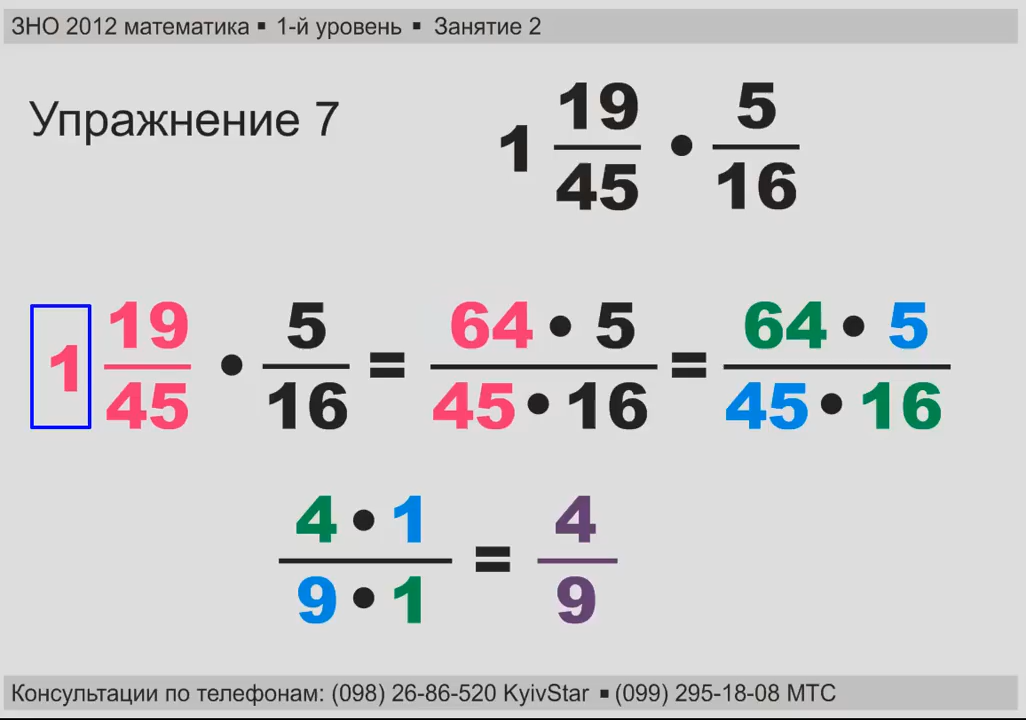 ЗНО 2012 математика ▪ 1-й уровень ▪ Занятие 2
Упражнение 7
1 19/45 • 5/16
1 19/45 • 5/16 = 64 • 5 / 45 • 16 = 64 • 5 / 45 • 16
4 • 1 / 9 • 1 = 4/9
Консультации по телефонам: (098) 26-86-520 KyivStar ▪ (099) 295-18-08 МТС